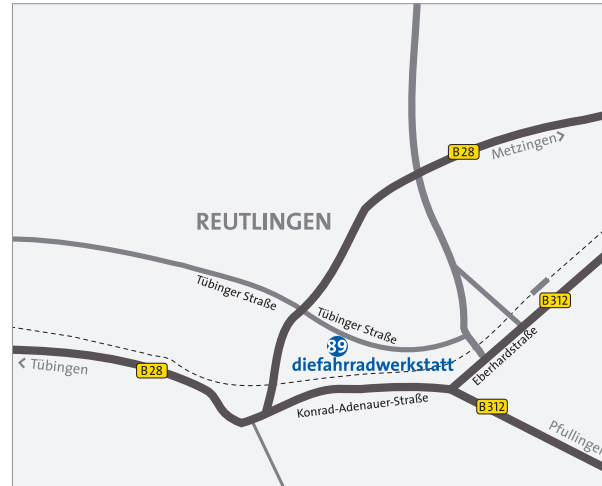 B28
Metzingen >
REUTLINGEN
Tübinger Straße
B312
Tübinger Straße
89
diefahrradwerkstatt
Eberhardstraße
< Tübingen
B28
Konrad-Adenauer-Straße
B312
Pfullingen